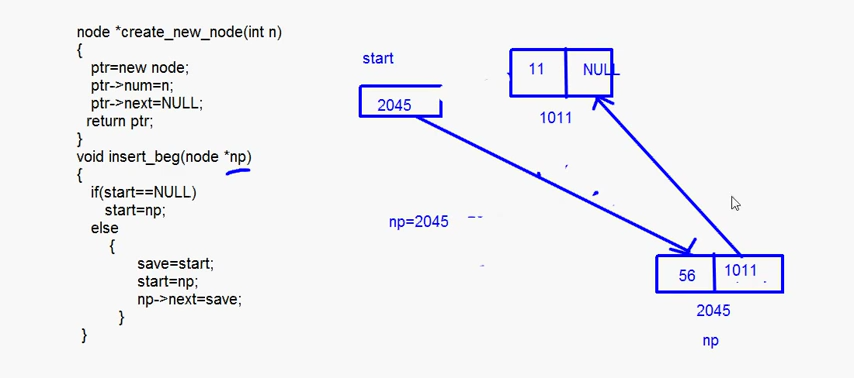 node *create_new_node(int n)
{
ptr=new node;
ptr->num=n;
ptr->next=NULL;
return ptr;
}
void insert_beg(node *np)
{
if(start==NULL)
start=np;
else
{
save=start;
start=np;
np->next=save;
}
}
start
2045
11 NULL
1011
np=2045
56 1011
2045
np